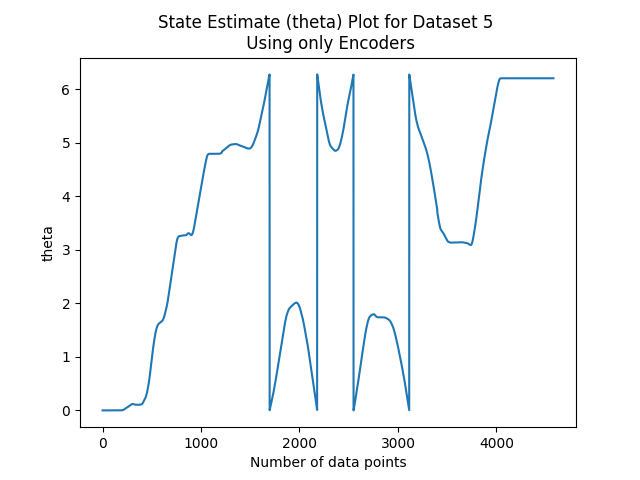 State Estimate (theta) Plot for Dataset 5
Using only Encoders
theta
6
5
4
3
2
1
0
0 1000 2000 3000 4000
Number of data points